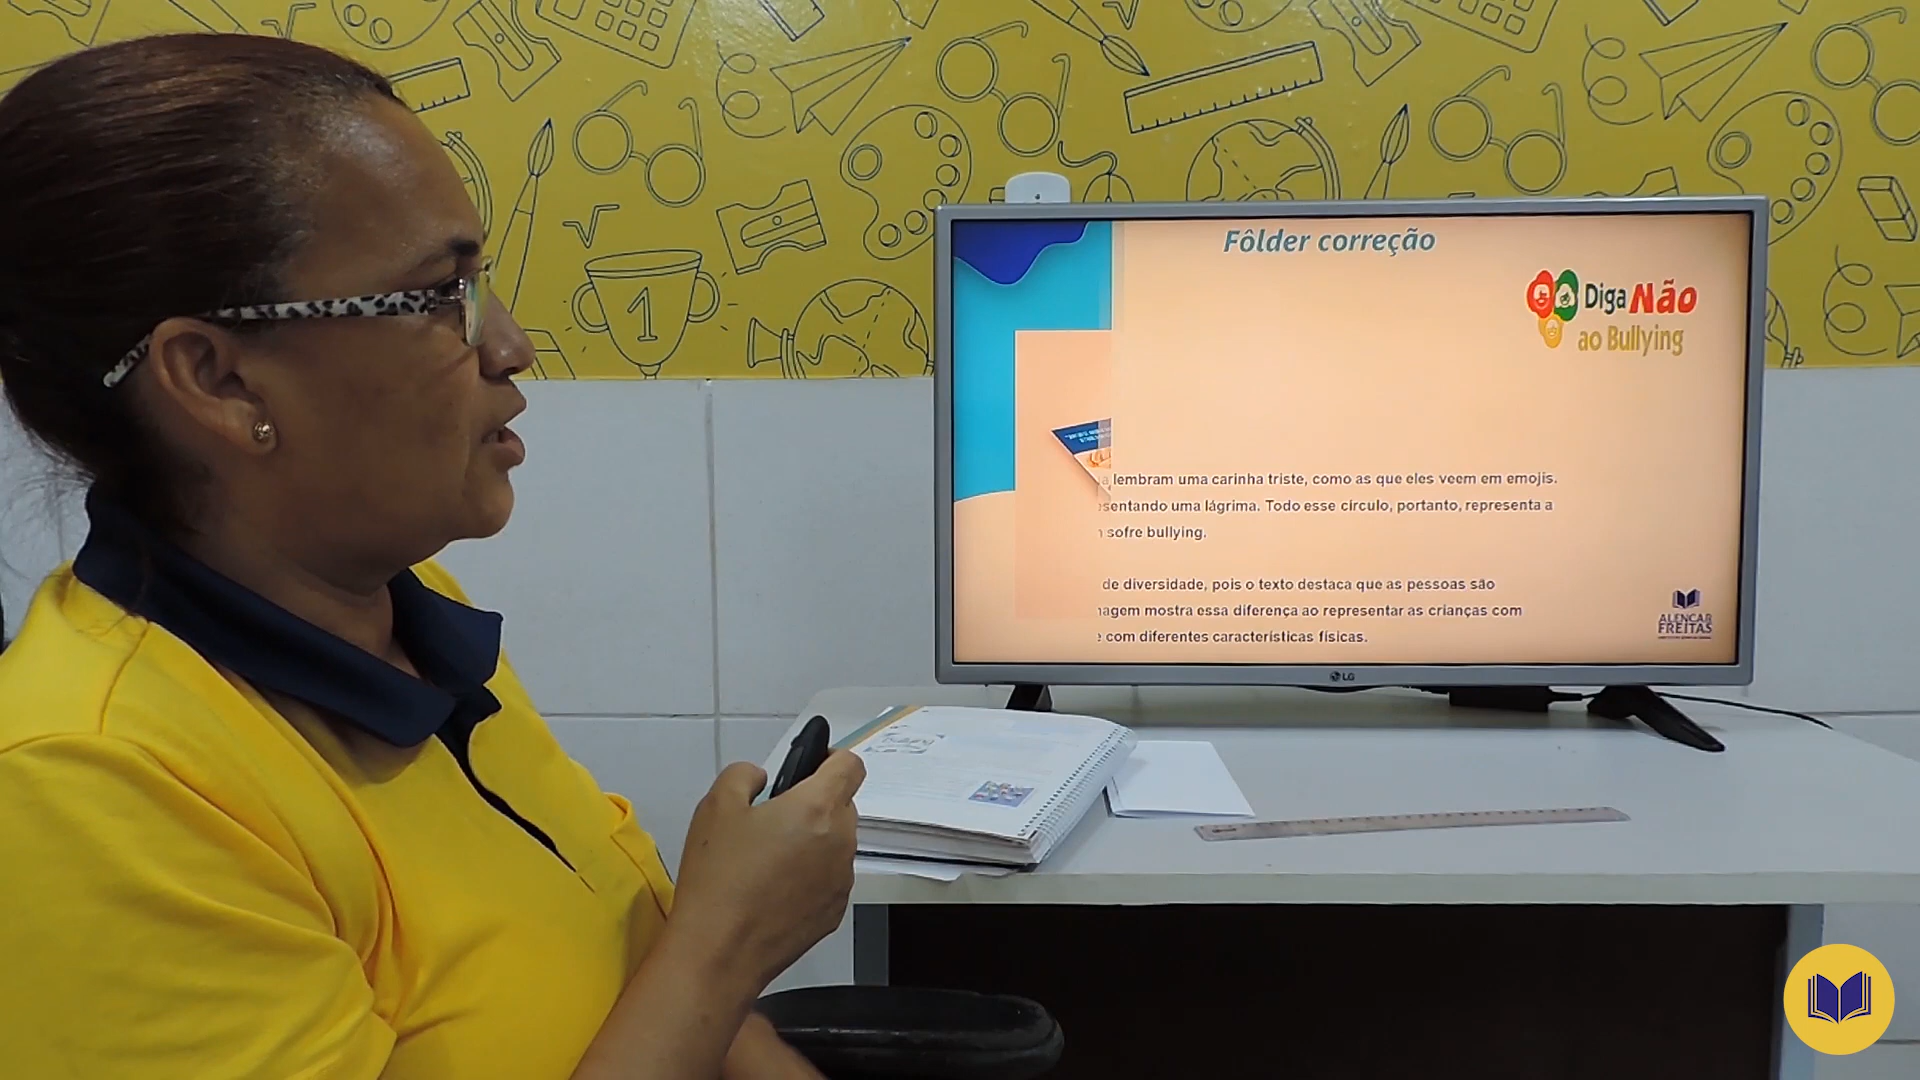 Fôlder correção
Diga Não
ao Bullying
a lembram uma carinha triste, como as que eles veem em emojis.
sentando uma lágrima. Todo esse círculo, portanto, representa a
sofre bullying.
de diversidade, pois o texto destaca que as pessoas são
agem mostra essa diferença ao representar as crianças com
e com diferentes características físicas.
ALENCAR
FREITAS
LG
1